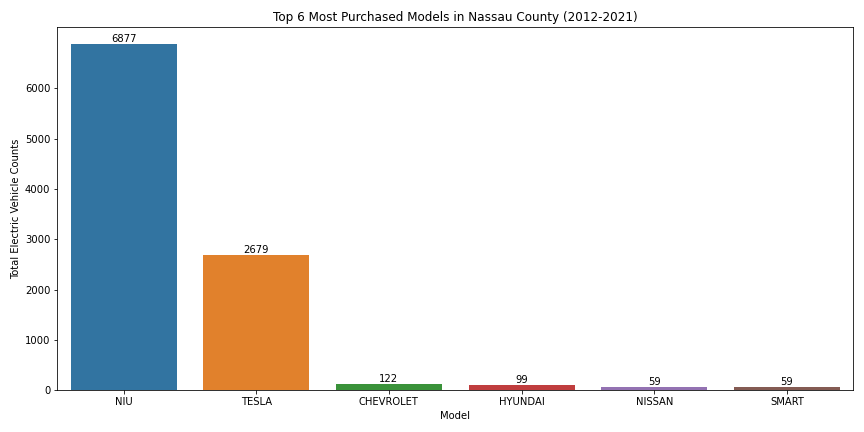 Top 6 Most Purchased Models in Nassau County (2012-2021)
Total Electric Vehicle Counts
6000
5000
4000
3000
2000
1000
0
6877
2679
122
99
59
59
NIU
TESLA
CHEVROLET
HYUNDAI
NISSAN
SMART
Model